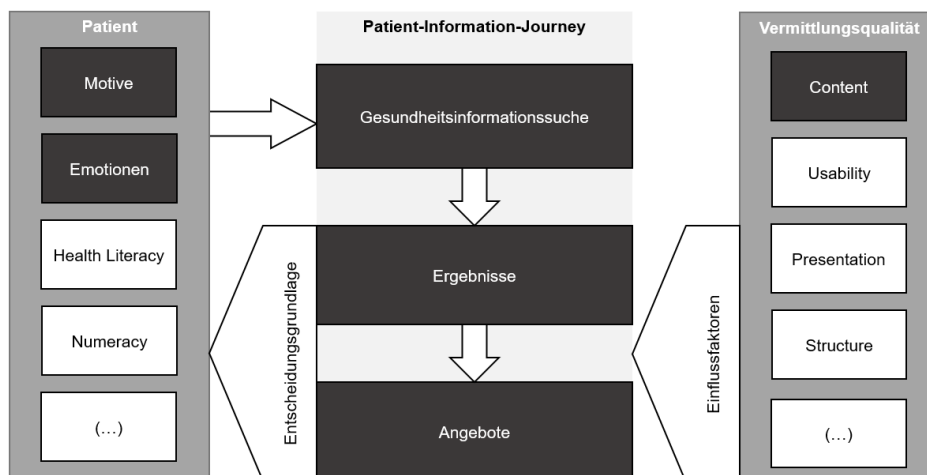 Patient
Motive
Emotionen
Health Literacy
Numeracy
(…)
Patient-Information-Journey
Gesundheitsinformationssuche
Ergebnisse
Angebote
Entscheidungsgrundlage
Einflussfaktoren
Vermittlungsqualität
Content
Usability
Presentation
Structure
(…)